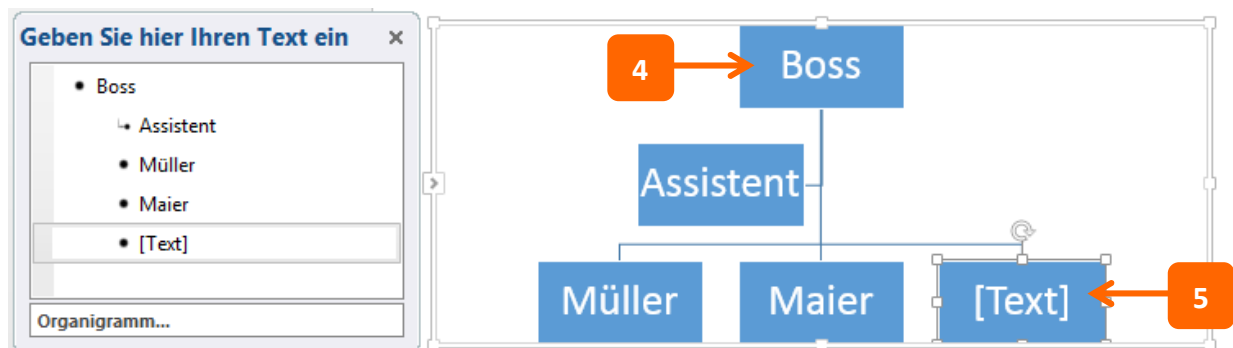 Geben Sie hier Ihren Text ein
Boss
Assistent
Müller
Maier
[Text]
Organigramm...
4
Boss
Assistent
Müller
Maier
[Text]
5